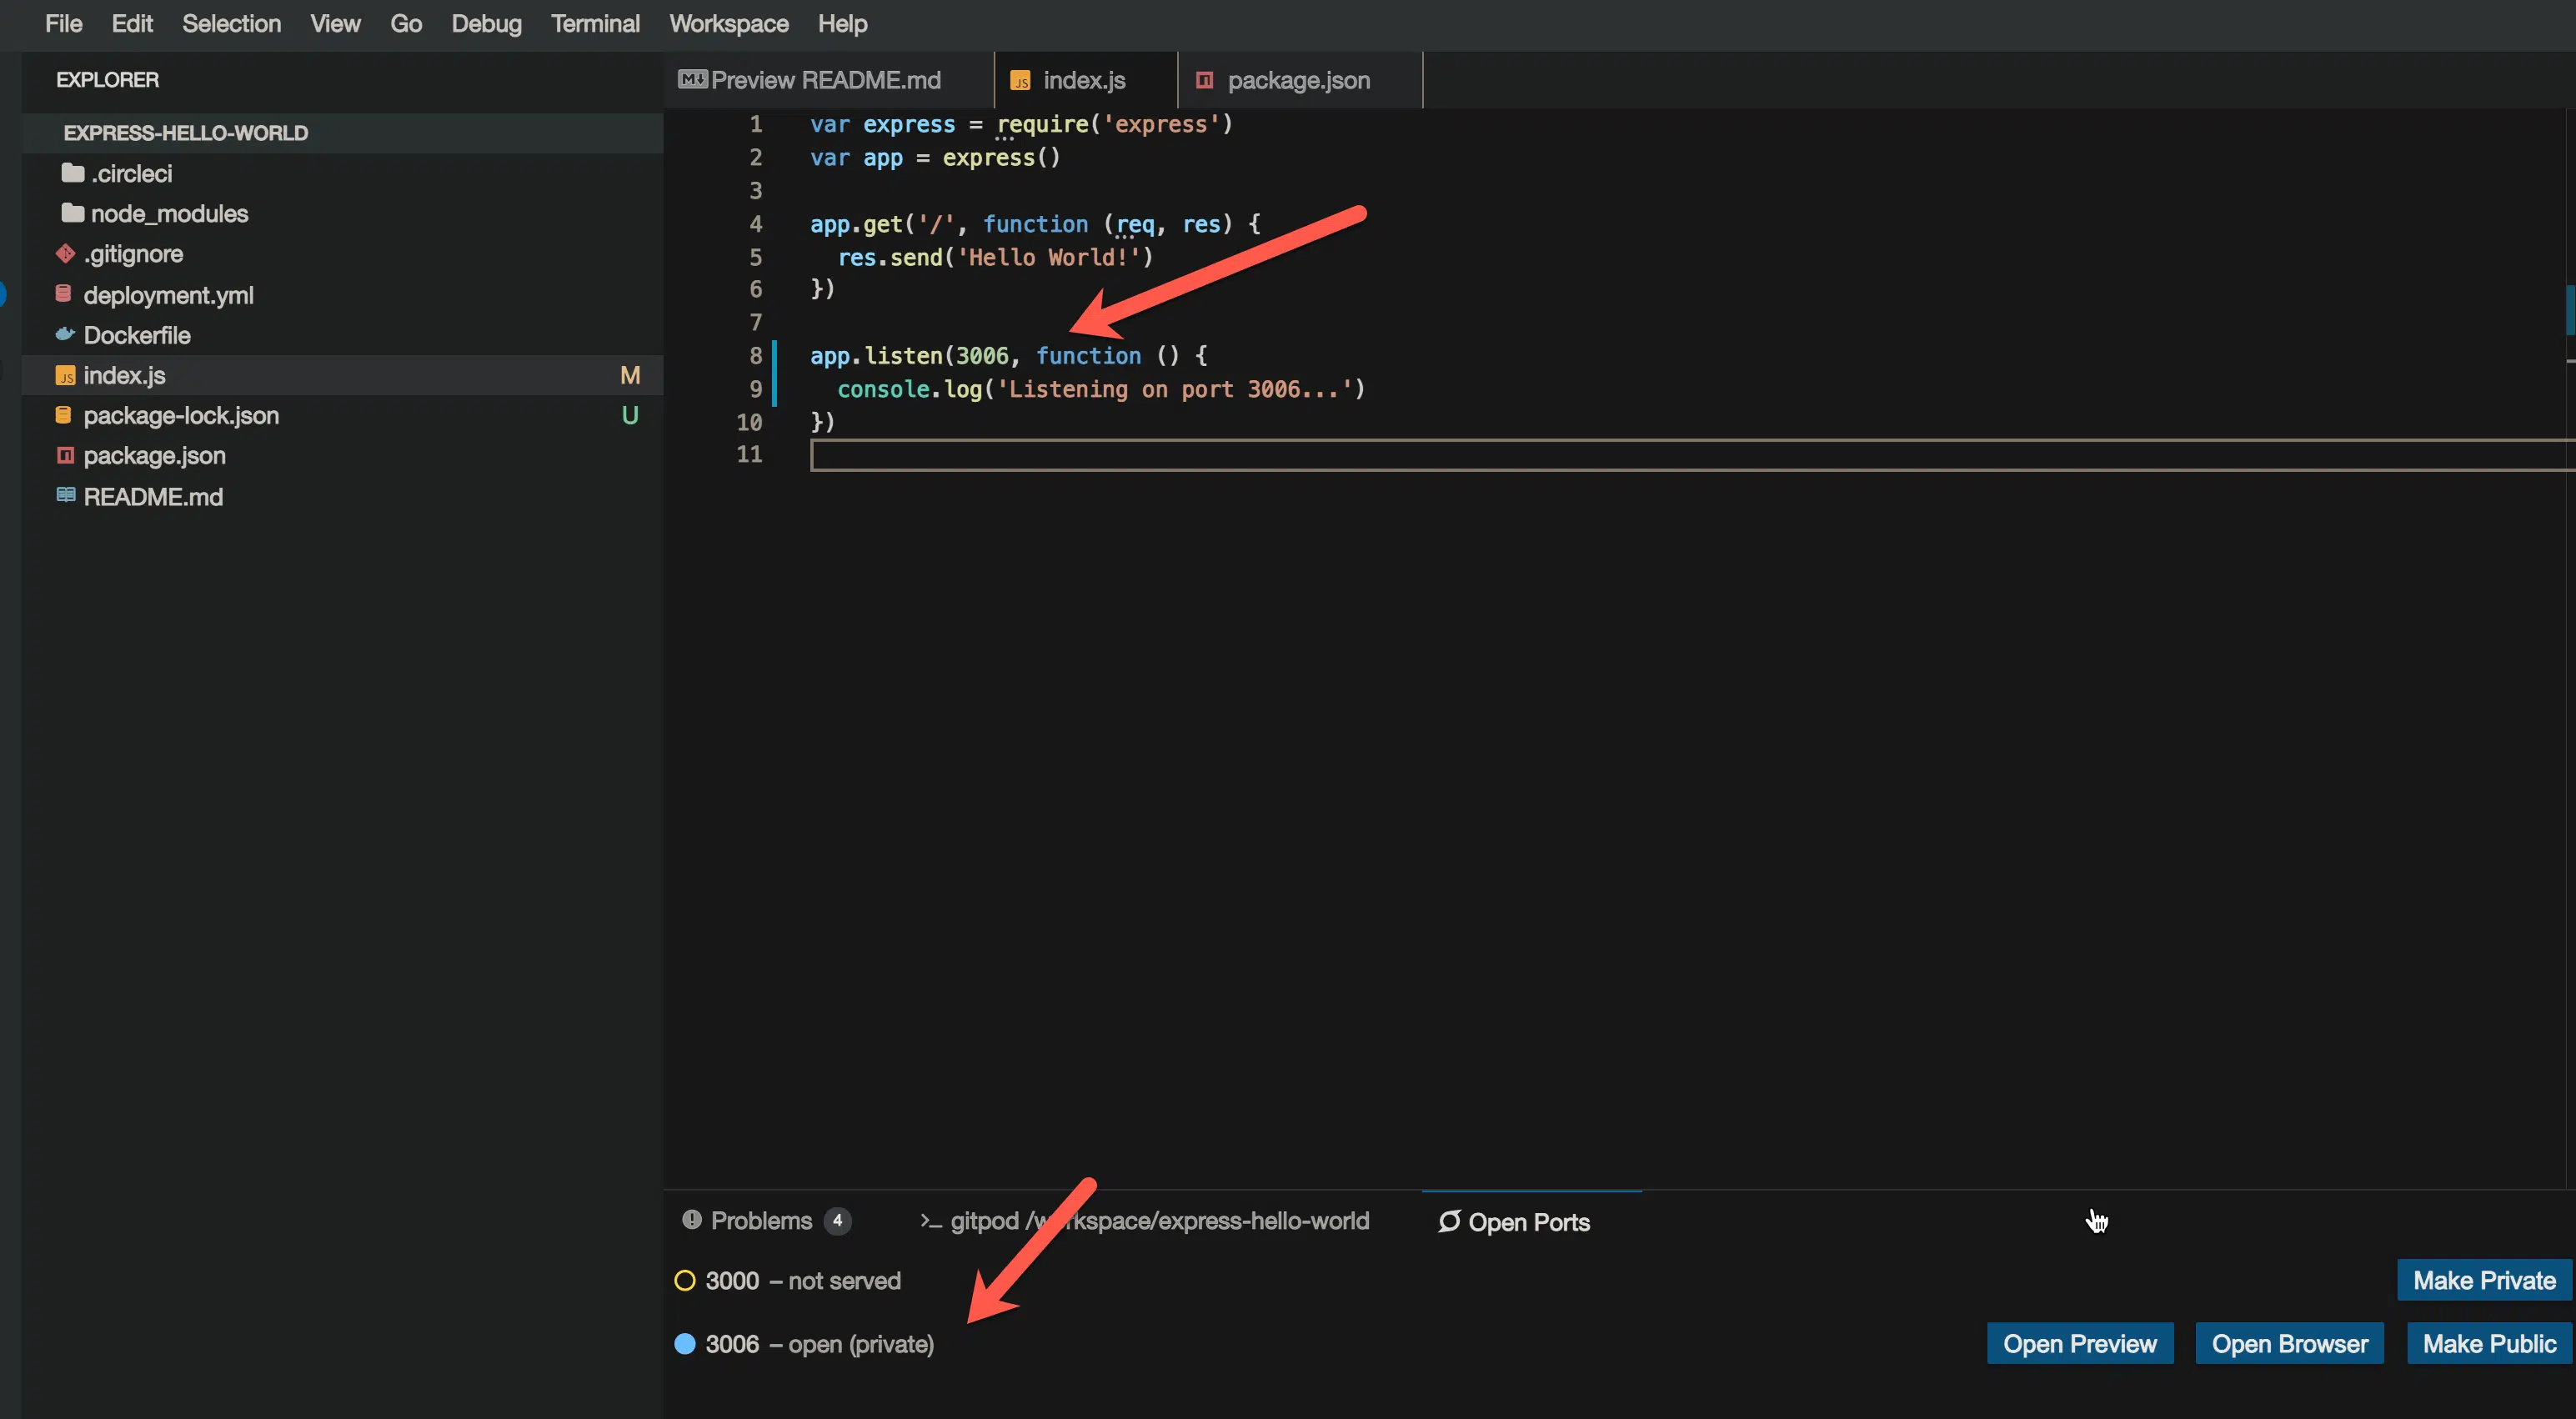 File Edit Selection View Go Debug Terminal Workspace Help
EXPLORER
EXPRESS-HELLO-WORLD
.circleci
node_modules
.gitignore
deployment.yml
Dockerfile
JS index.js M
package-lock.json U
package.json
README.md
M Preview README.md JS index.js package.json
1 var express = require('express')
2 var app = express()
3
4 app.get('/', function (req, res) {
5 res.send('Hello World!')
6 })
7
8 app.listen(3006, function () {
9 console.log('Listening on port 3006...')
10 })
11
Problems 4 >_ gitpod /workspace/express-hello-world Open Ports
3000 – not served Make Private
3006 – open (private) Open Preview Open Browser Make Public